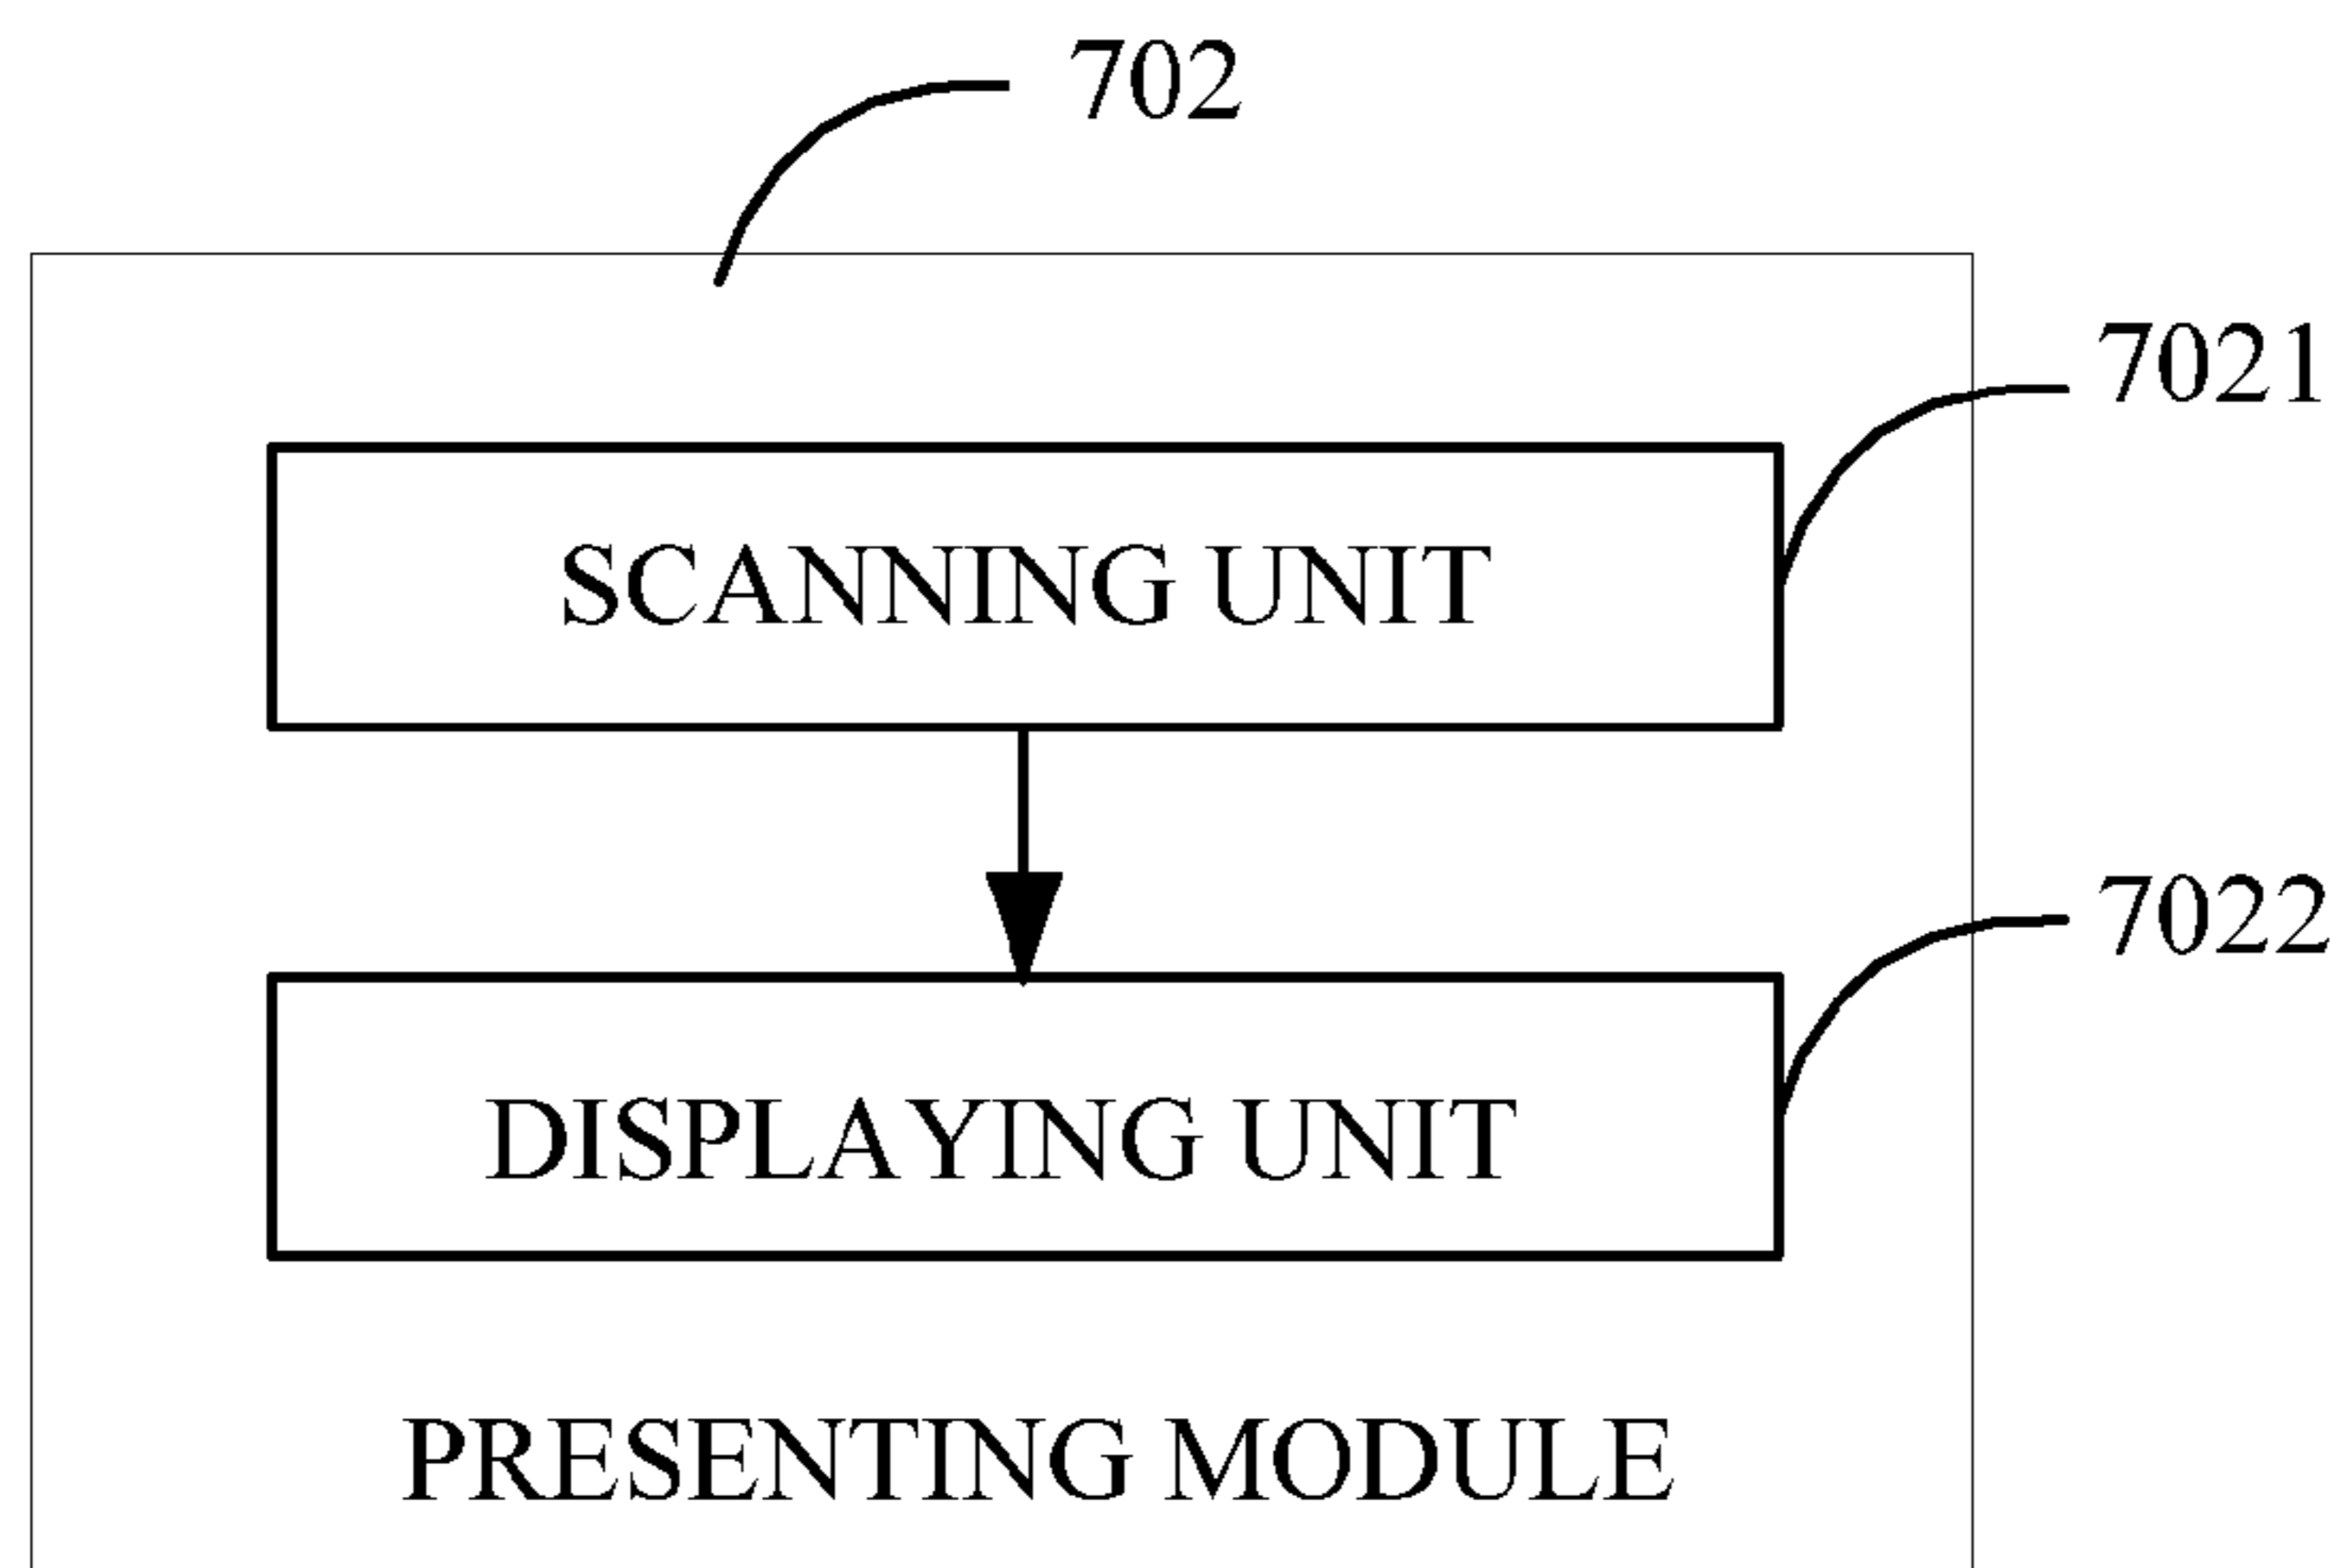 702
7021
SCANNING UNIT
7022
DISPLAYING UNIT
PRESENTING MODULE